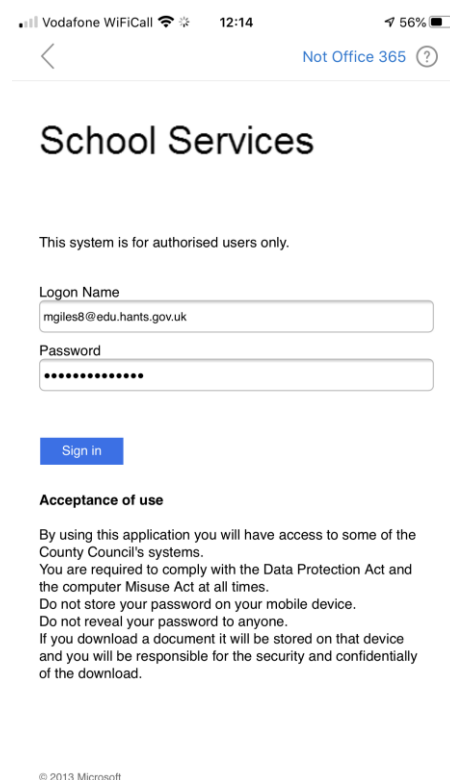 Vodafone WiFiCall 12:14 56%
Not Office 365 ?
School Services
This system is for authorised users only.
Logon Name
mgiles8@edu.hants.gov.uk
Password
••••••••••••••
Sign in
Acceptance of use
By using this application you will have access to some of the
County Council's systems.
You are required to comply with the Data Protection Act and
the computer Misuse Act at all times.
Do not store your password on your mobile device.
Do not reveal your password to anyone.
If you download a document it will be stored on that device
and you will be responsible for the security and confidentially
of the download.
© 2013 Microsoft